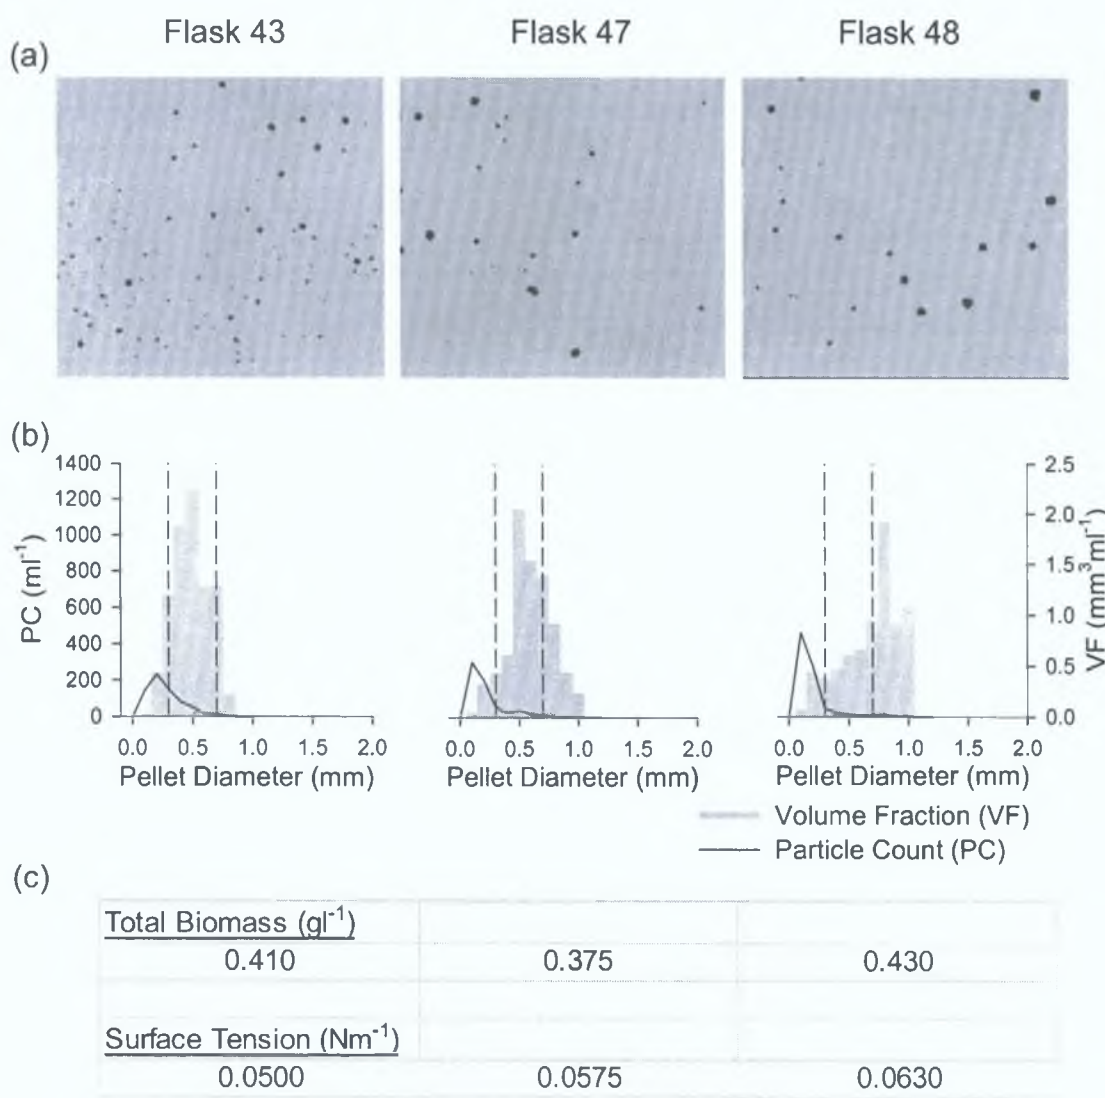 Flask 43 Flask 47 Flask 48
(a)
(b)
1400
1200
1000
800
600
400
200
0
PC (ml⁻¹)
2.5
2.0
1.5
1.0
0.5
0.0
VF (mm³ml⁻¹)
0.0 0.5 1.0 1.5 2.0 0.0 0.5 1.0 1.5 2.0 0.0 0.5 1.0 1.5 2.0
Pellet Diameter (mm) Pellet Diameter (mm) Pellet Diameter (mm)
Volume Fraction (VF)
Particle Count (PC)
(c)
Total Biomass (gl⁻¹)
0.410 0.375 0.430
Surface Tension (Nm⁻¹)
0.0500 0.0575 0.0630